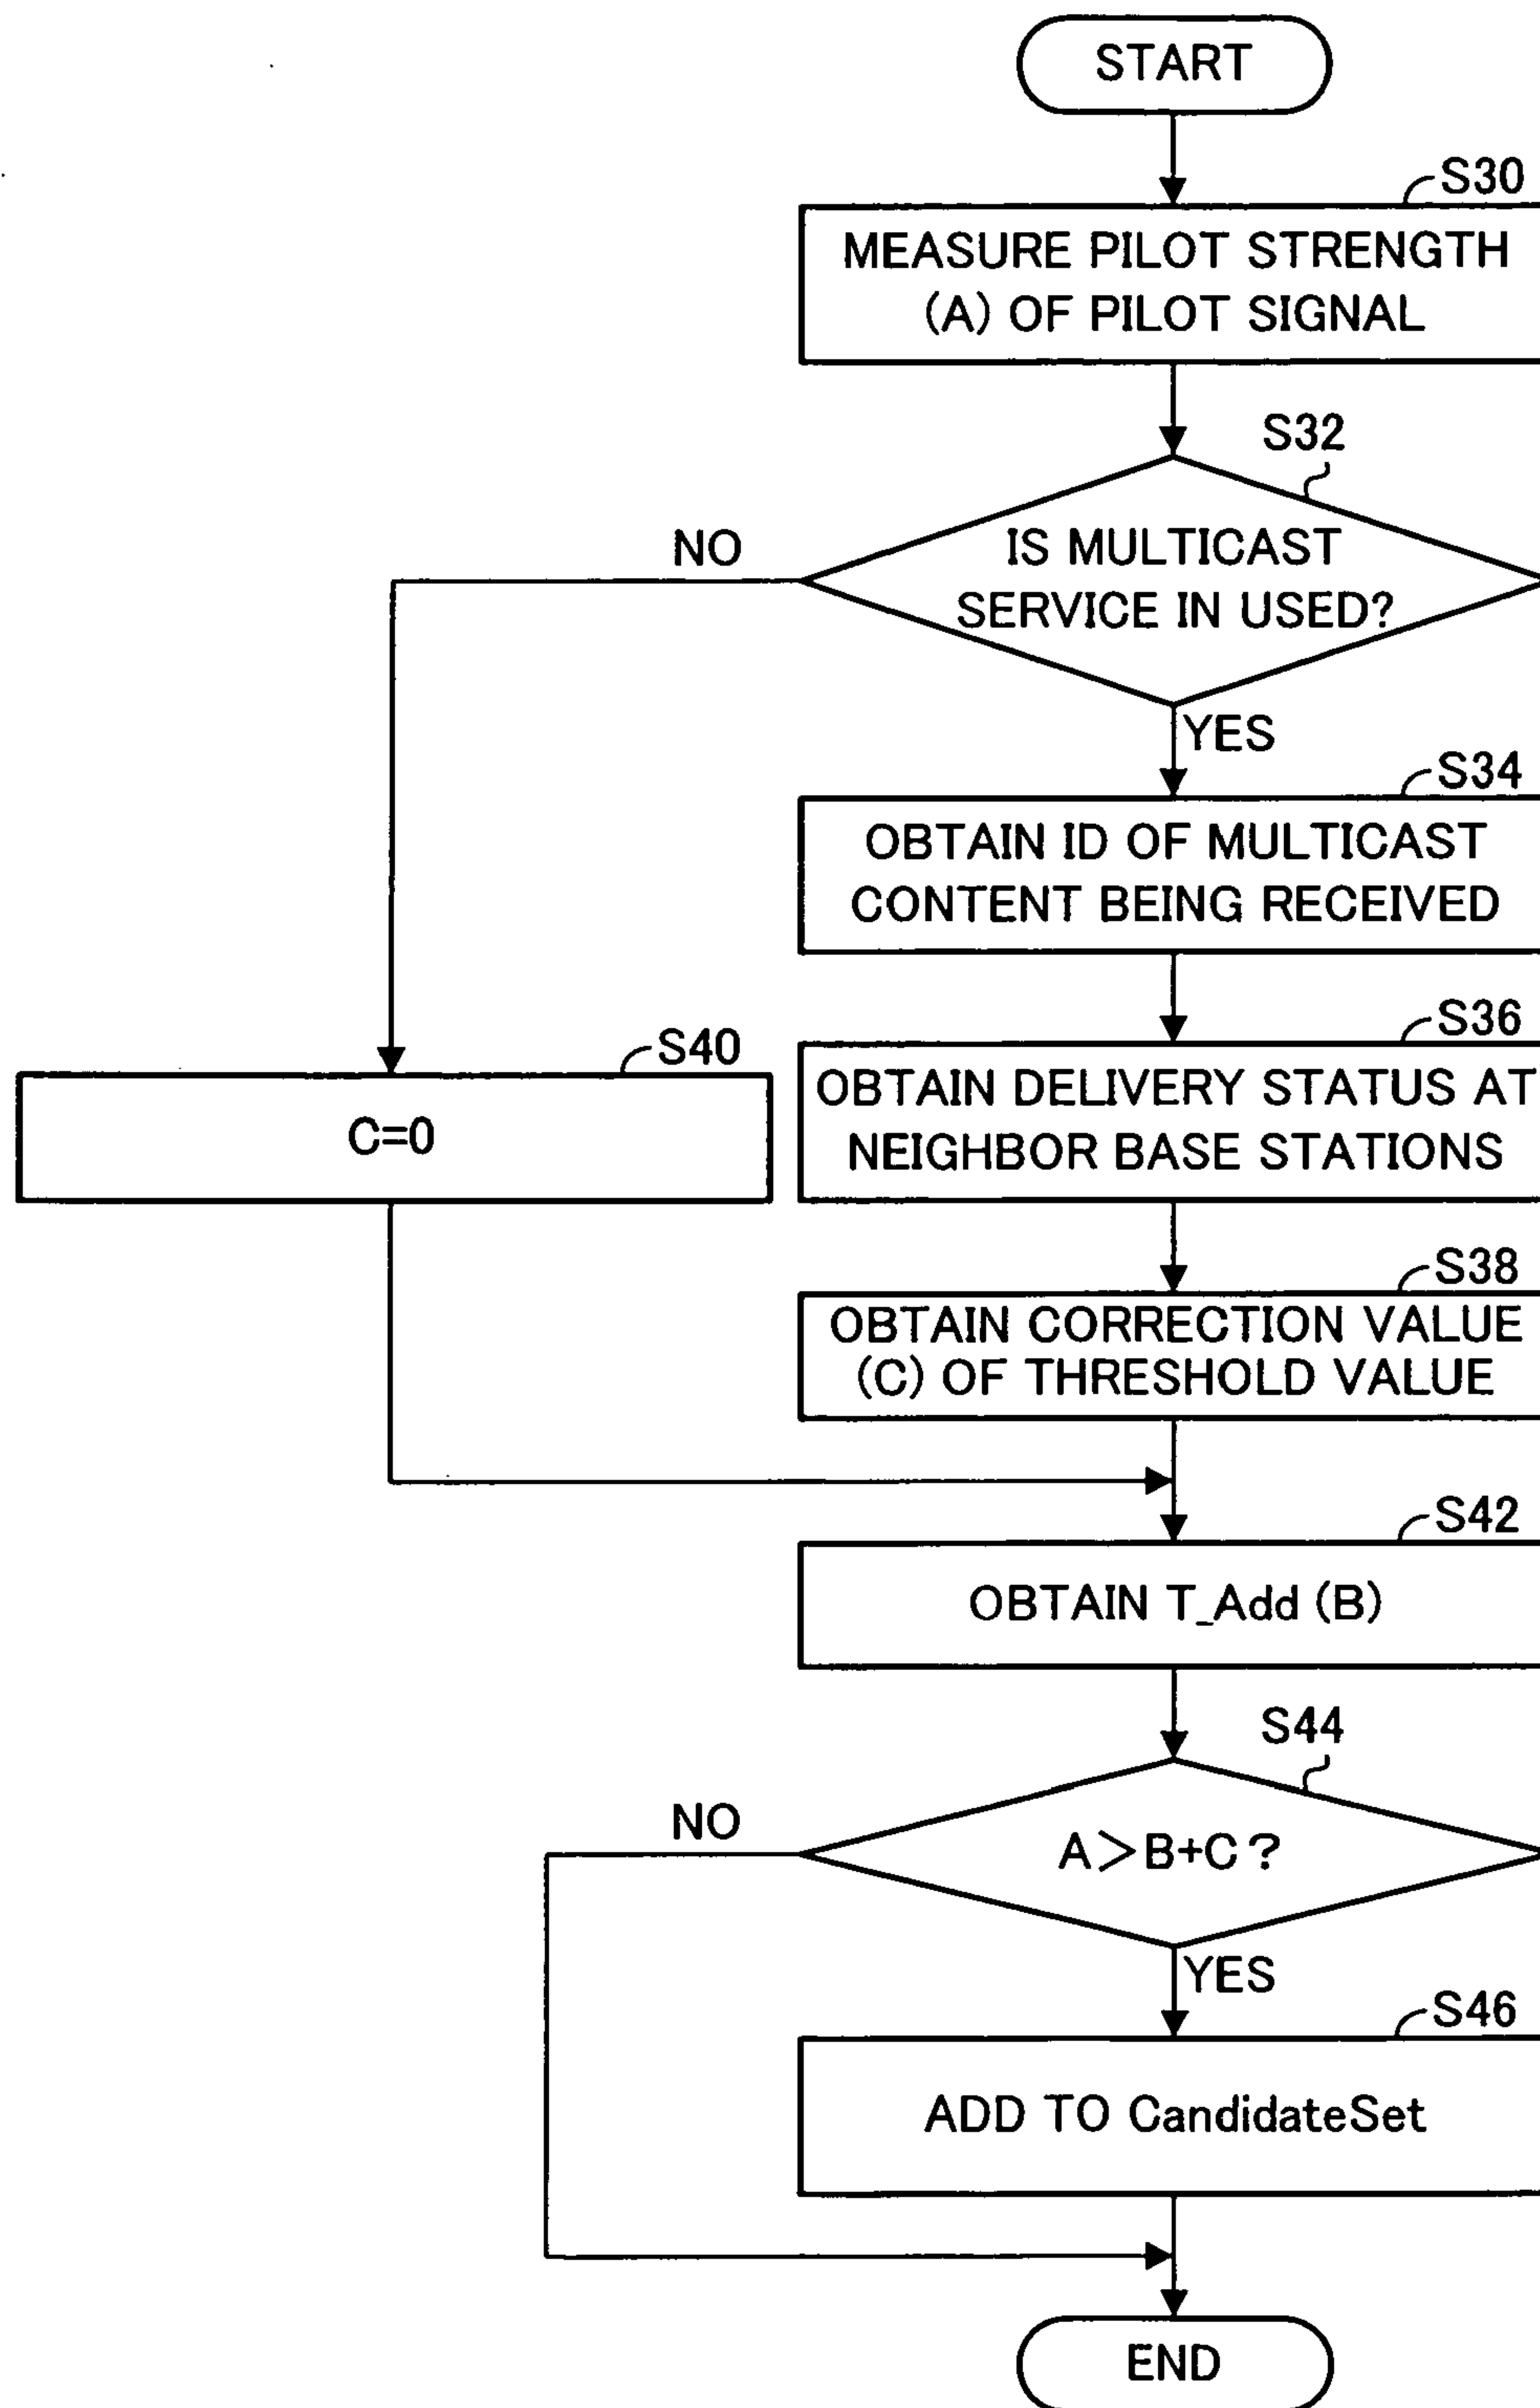 START
S30
MEASURE PILOT STRENGTH
(A) OF PILOT SIGNAL
S32
NO
IS MULTICAST
SERVICE IN USED?
YES
S34
OBTAIN ID OF MULTICAST
CONTENT BEING RECEIVED
S36
OBTAIN DELIVERY STATUS AT
NEIGHBOR BASE STATIONS
S40
C=0
S38
OBTAIN CORRECTION VALUE
(C) OF THRESHOLD VALUE
S42
OBTAIN T_Add (B)
S44
NO
A>B+C?
YES
S46
ADD TO CandidateSet
END